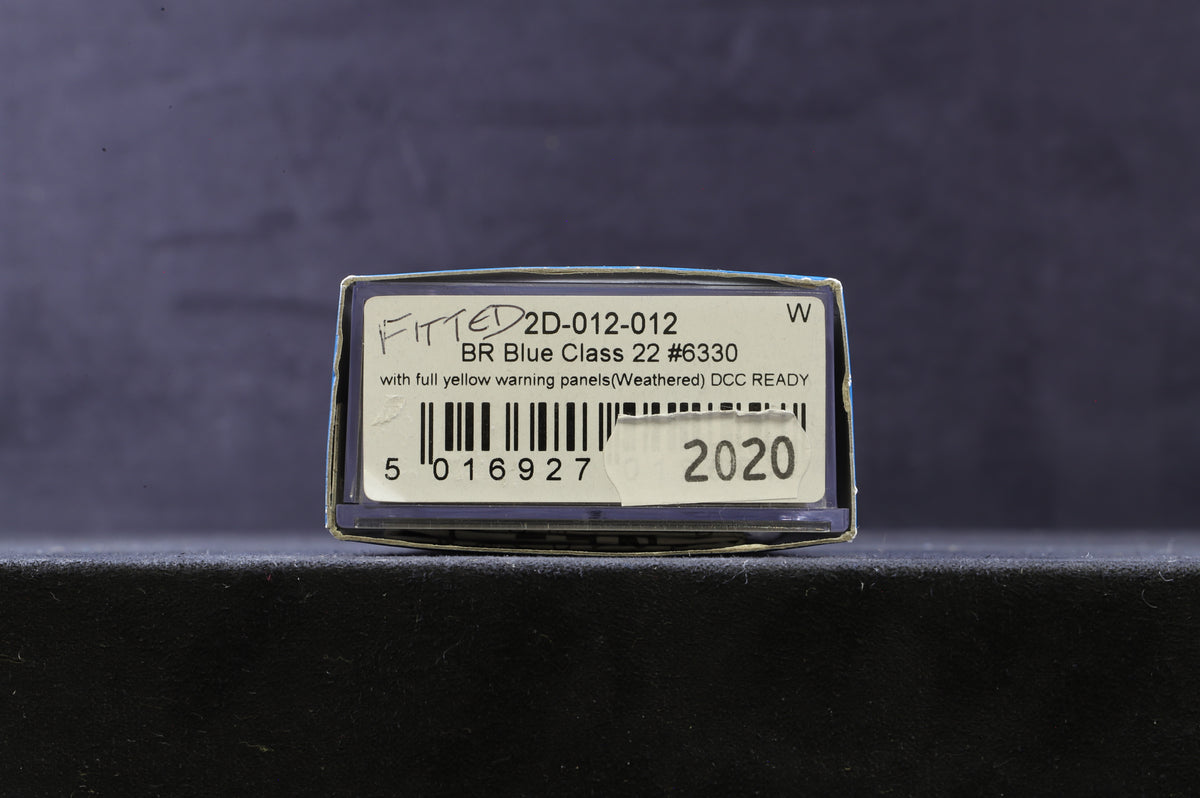 FITTED 2D-012-012 W
BR Blue Class 22 #6330
with full yellow warning panels(Weathered) DCC READY
5 016927
2020